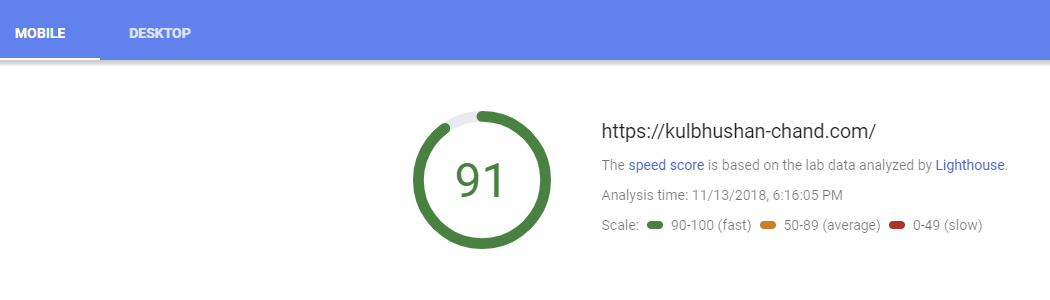 MOBILE DESKTOP
91
https://kulbhushan-chand.com/
The speed score is based on the lab data analyzed by Lighthouse.
Analysis time: 11/13/2018, 6:16:05 PM
Scale: 90-100 (fast) 50-89 (average) 0-49 (slow)